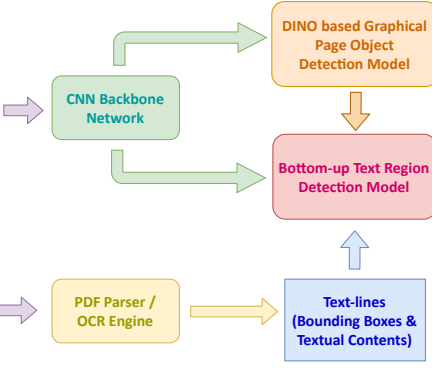 DINO based Graphical
Page Object
Detection Model
CNN Backbone
Network
Bottom-up Text Region
Detection Model
PDF Parser /
OCR Engine
Text-lines
(Bounding Boxes &
Textual Contents)